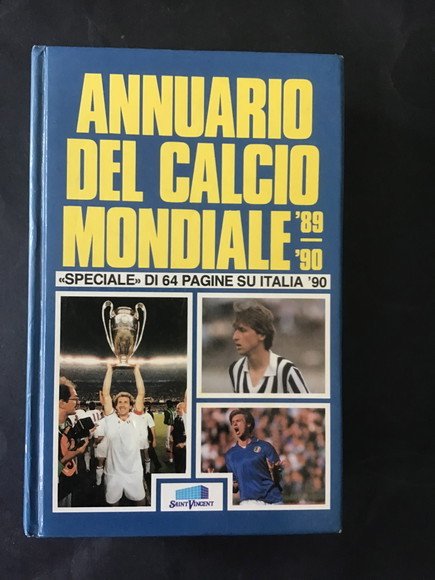 ANNUARIO
DEL CALCIO
MONDIALE '89
'90
«SPECIALE» DI 64 PAGINE SU ITALIA '90
SAINT VINCENT